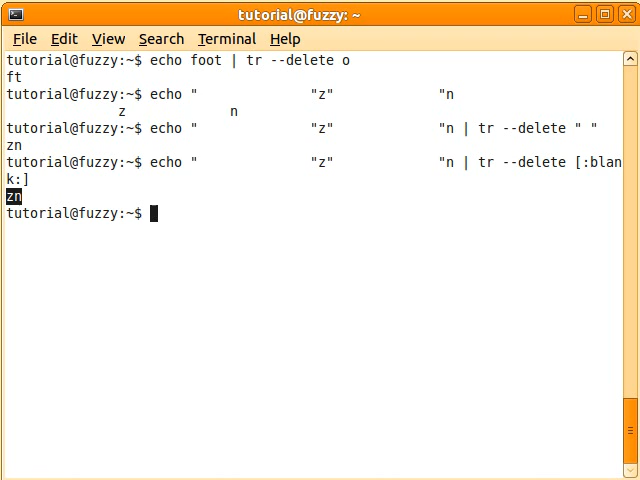 tutorial@fuzzy: ~
File Edit View Search Terminal Help
tutorial@fuzzy:~$ echo foot | tr --delete o
ft
tutorial@fuzzy:~$ echo "              "z"             "n
              z             n
tutorial@fuzzy:~$ echo "              "z"             "n | tr --delete " "
zn
tutorial@fuzzy:~$ echo "              "z"             "n | tr --delete [:blan
k:]
zn
tutorial@fuzzy:~$